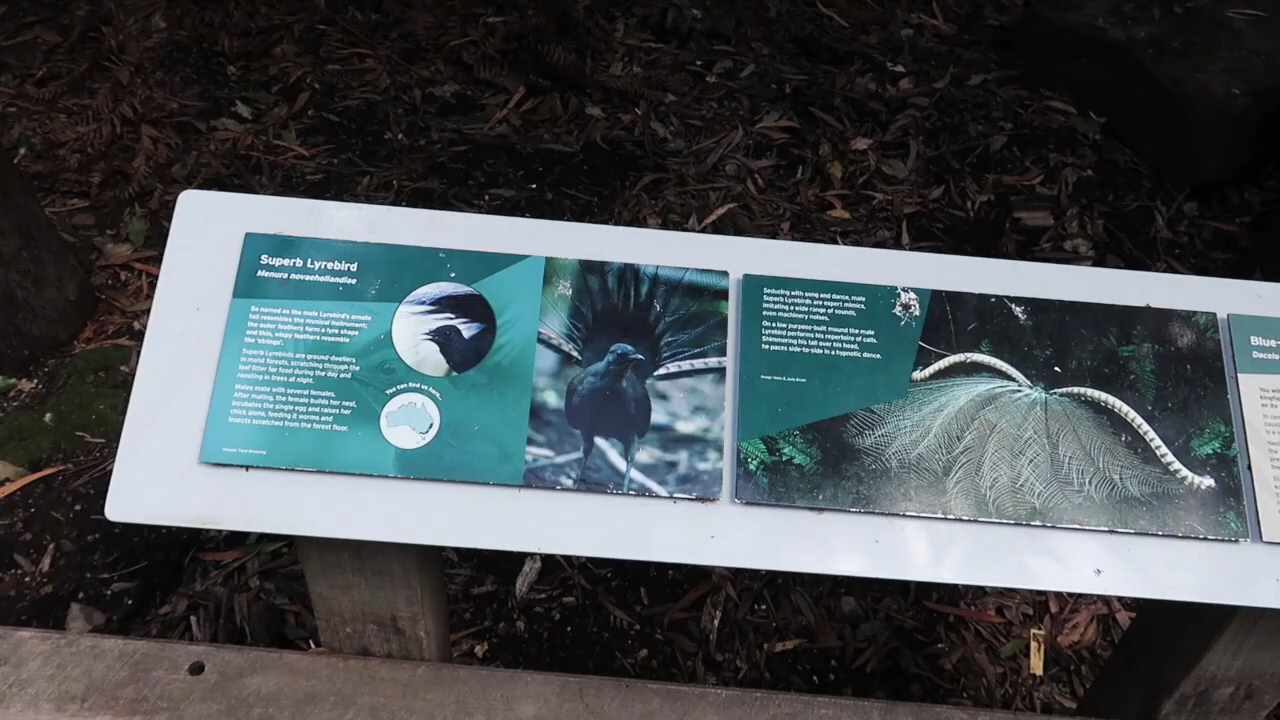 Superb Lyrebird
Menura novaehollandiae
So named as the male Lyrebird's ornate
tail resembles the musical instrument;
the outer feathers form a lyre shape
and thin, wispy feathers resemble
the 'strings'.
Superb Lyrebirds are ground-dwellers
in moist forests, scratching through the
leaf litter for food during the day and
roosting in trees at night.
Males mate with several females.
After mating, the female builds her nest,
incubates the single egg and raises her
chick alone, feeding it worms and
insects scratched from the forest floor.
You can find us here...
Seducing with song and dance, male
Superb Lyrebirds are expert mimics,
imitating a wide range of sounds,
even machinery noises.
On a low purpose-built mound the male
Lyrebird performs his repertoire of calls.
Shimmering his tail over his head,
he paces side-to-side in a hypnotic dance.
Blue-
Dacelo
You wi
kingfis
on its